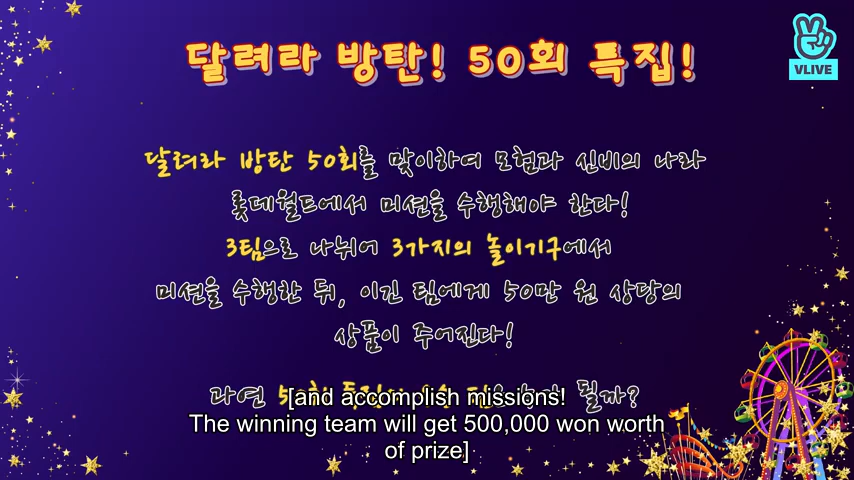 달려라 방탄! 50회 특집!
VLIVE
달려라 방탄 50회를 맞이하여 모험과 신비의 나라
롯데월드에서 미션을 수행해야 한다!
3팀으로 나뉘어 3가지의 놀이기구에서
미션을 수행한 뒤, 이긴 팀에게 50만 원 상당의
상품이 주어진다!
과연 될까?
[and accomplish missions!
The winning team will get 500,000 won worth
of prize]